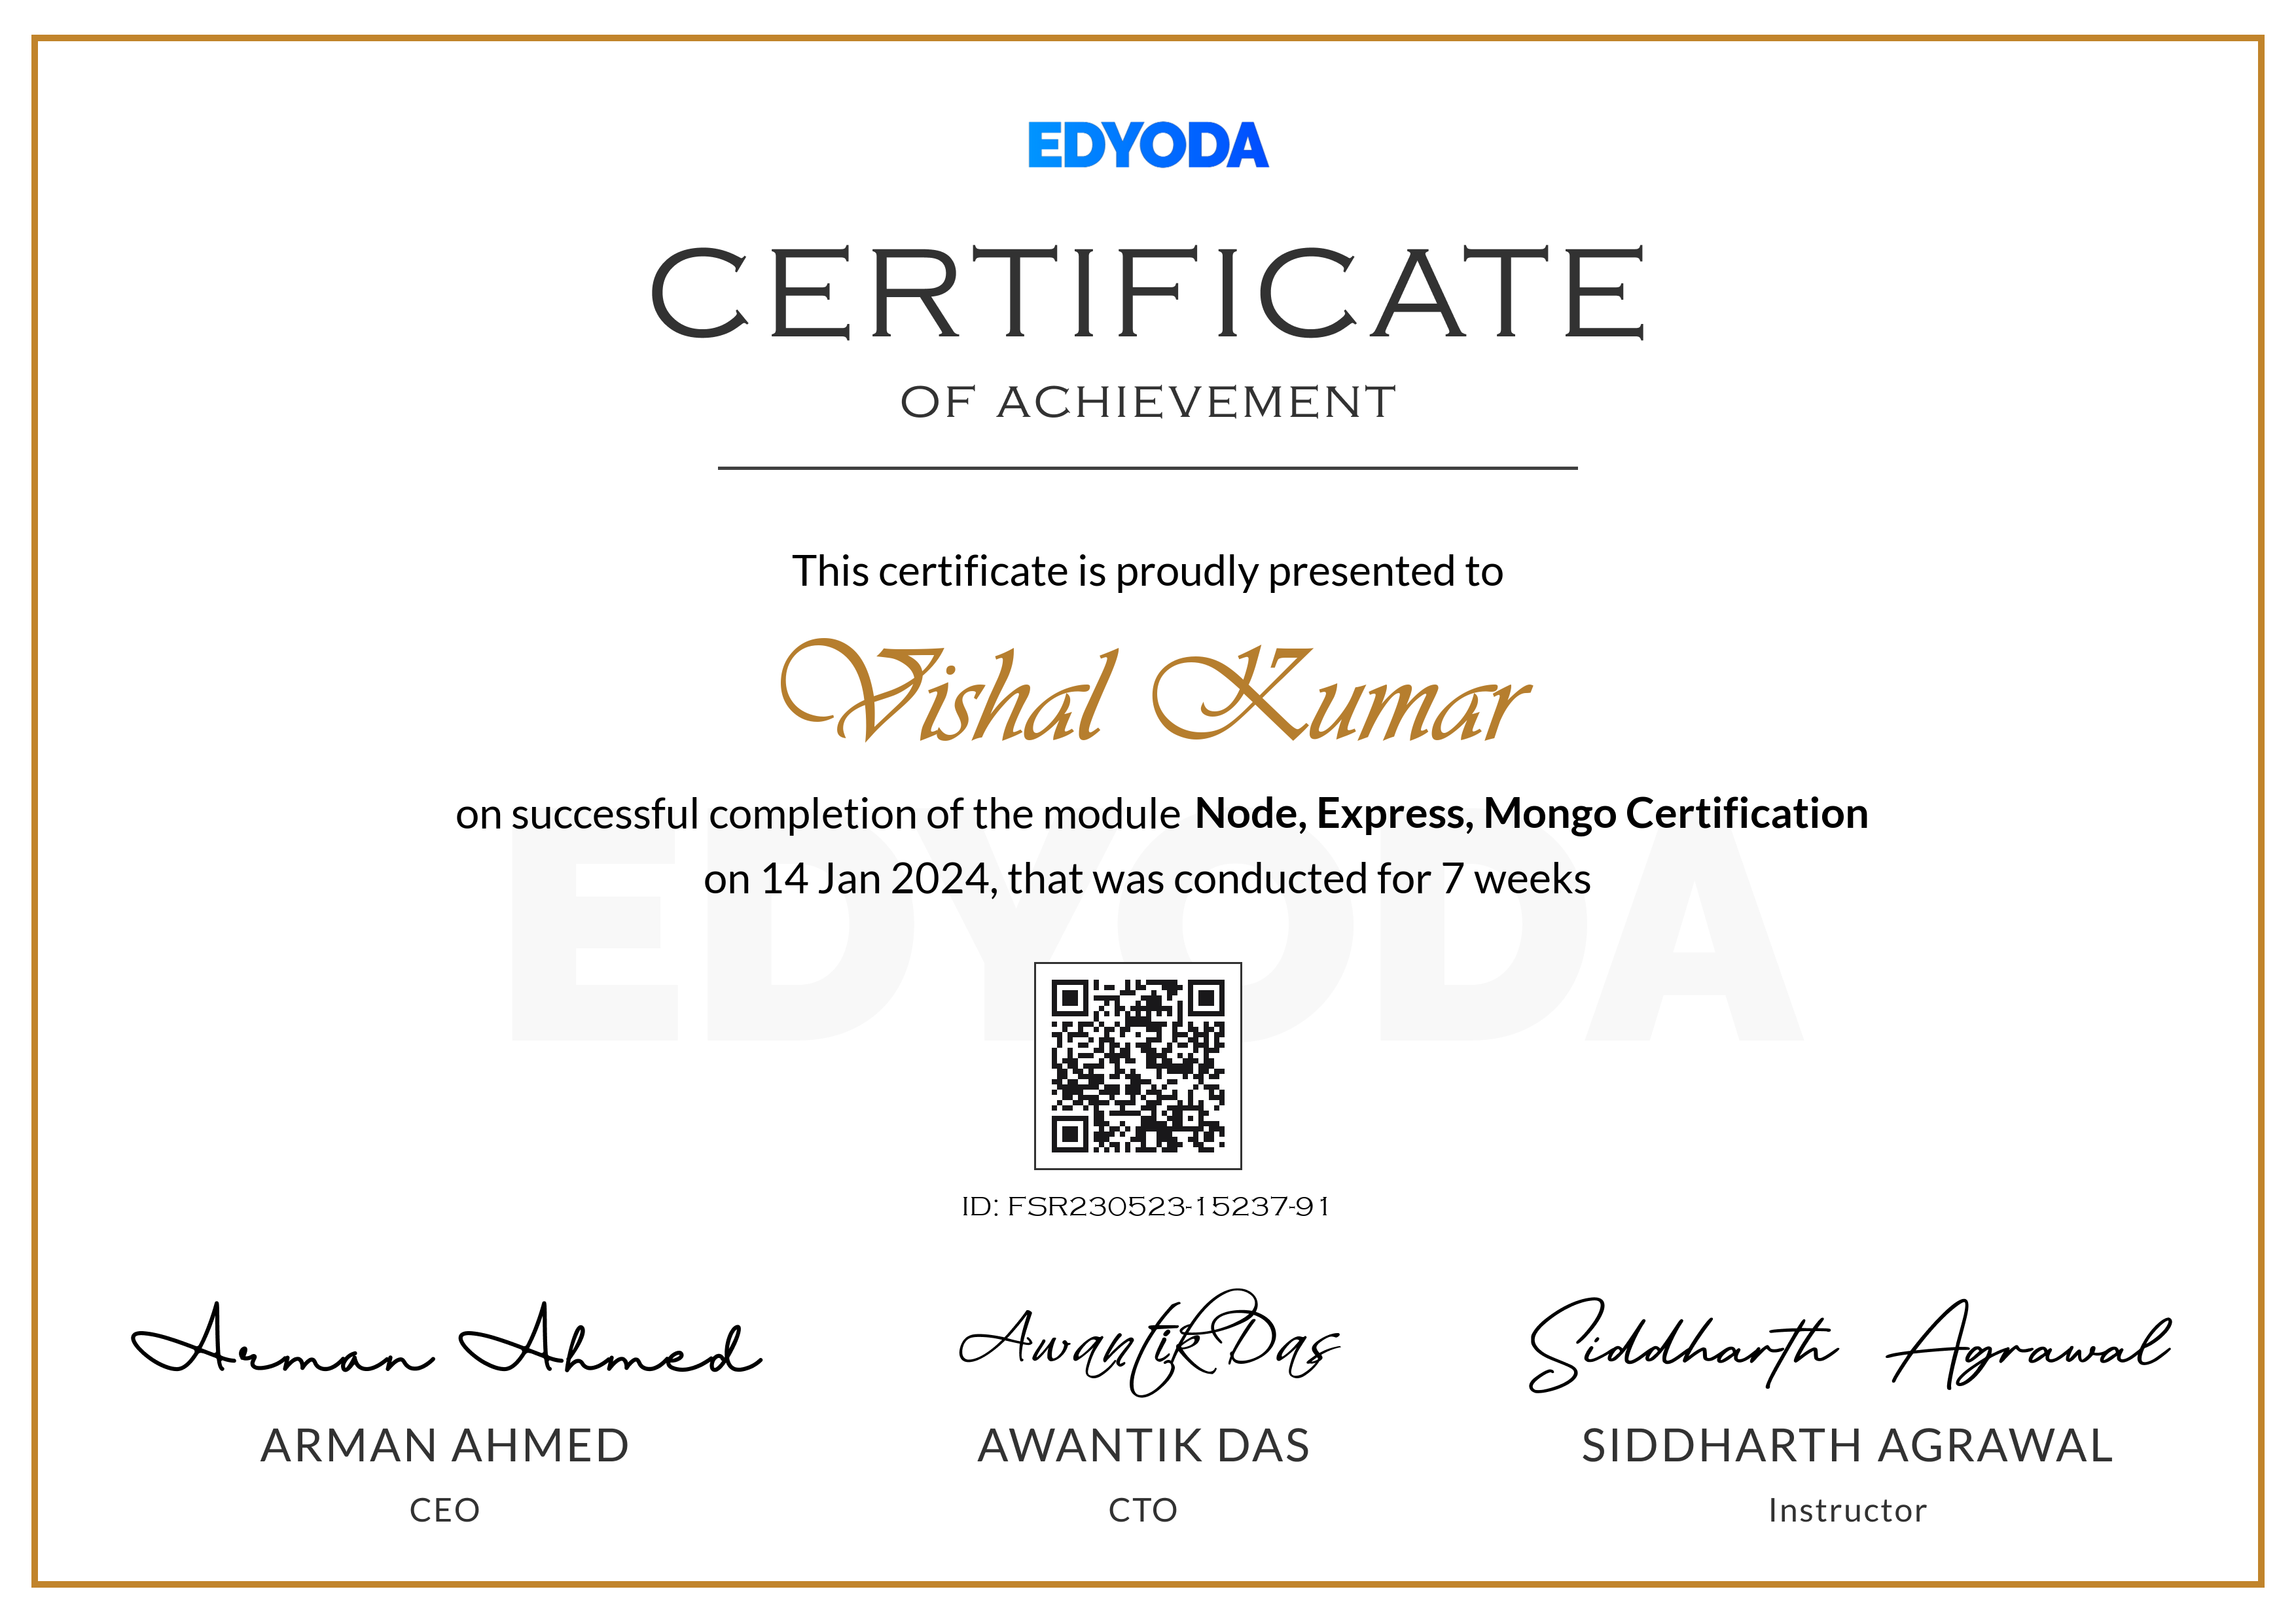 EDYODA
CERTIFICATE
OF ACHIEVEMENT
This certificate is proudly presented to
Vishal Kumar
on successful completion of the module Node, Express, Mongo Certification
on 14 Jan 2024, that was conducted for 7 weeks
EDYODA
ID: FSR230523-15237-91
Arman Ahmed Awantik Das Siddharth Agrawal
ARMAN AHMED AWANTIK DAS SIDDHARTH AGRAWAL
CEO CTO Instructor